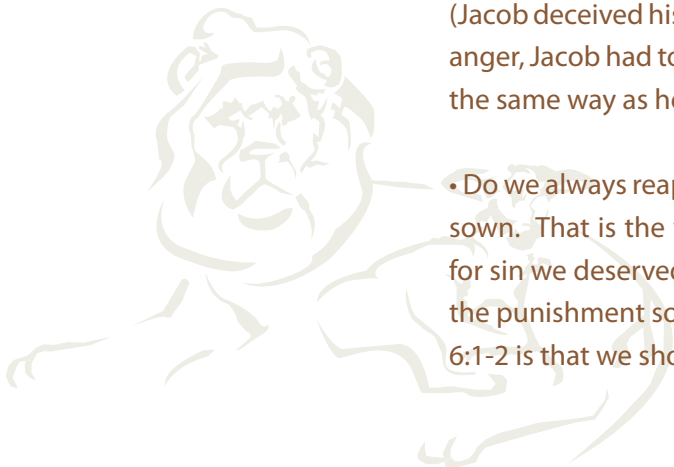 (Jacob deceived his
anger, Jacob had to
the same way as he
• Do we always reap
sown. That is the
for sin we deserved
the punishment so
6:1-2 is that we sho